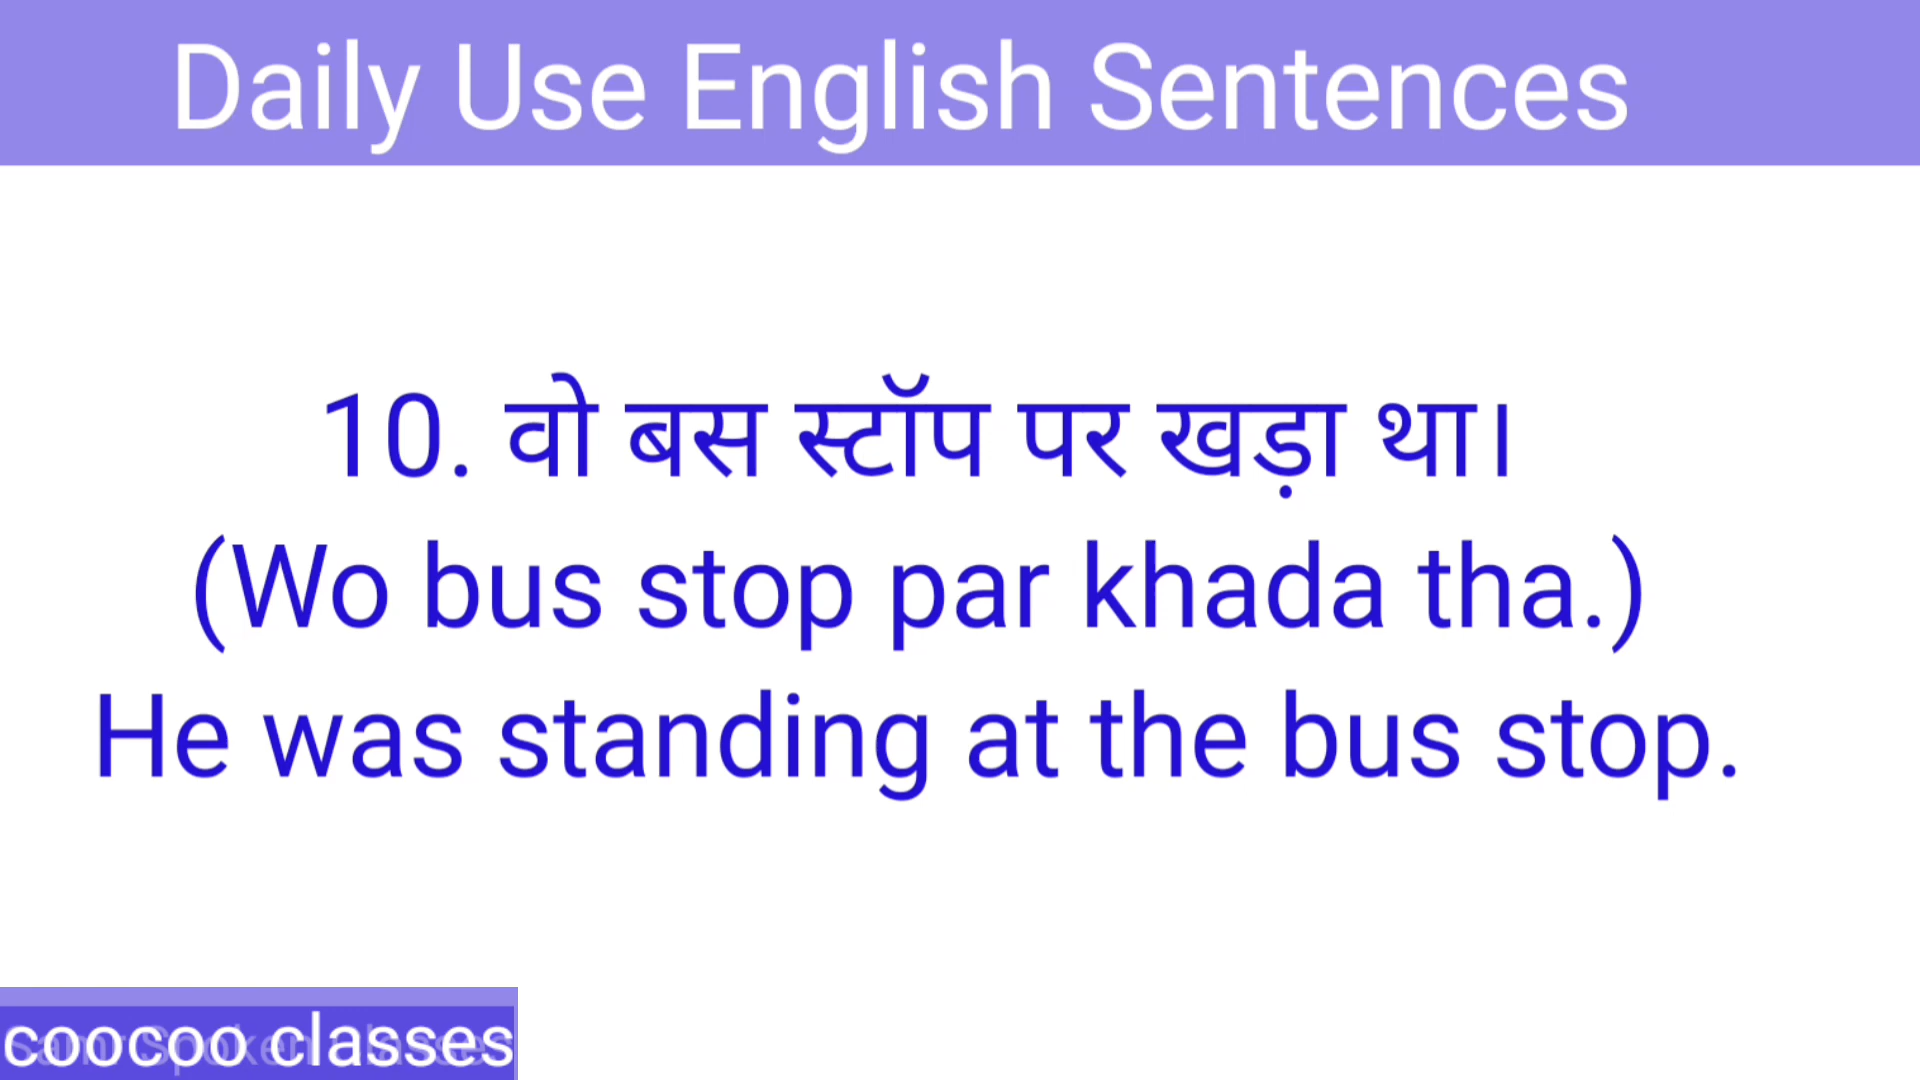 Daily Use English Sentences
10. वो बस स्टॉप पर खड़ा था।
(Wo bus stop par khada tha.)
He was standing at the bus stop.
coocoo classes